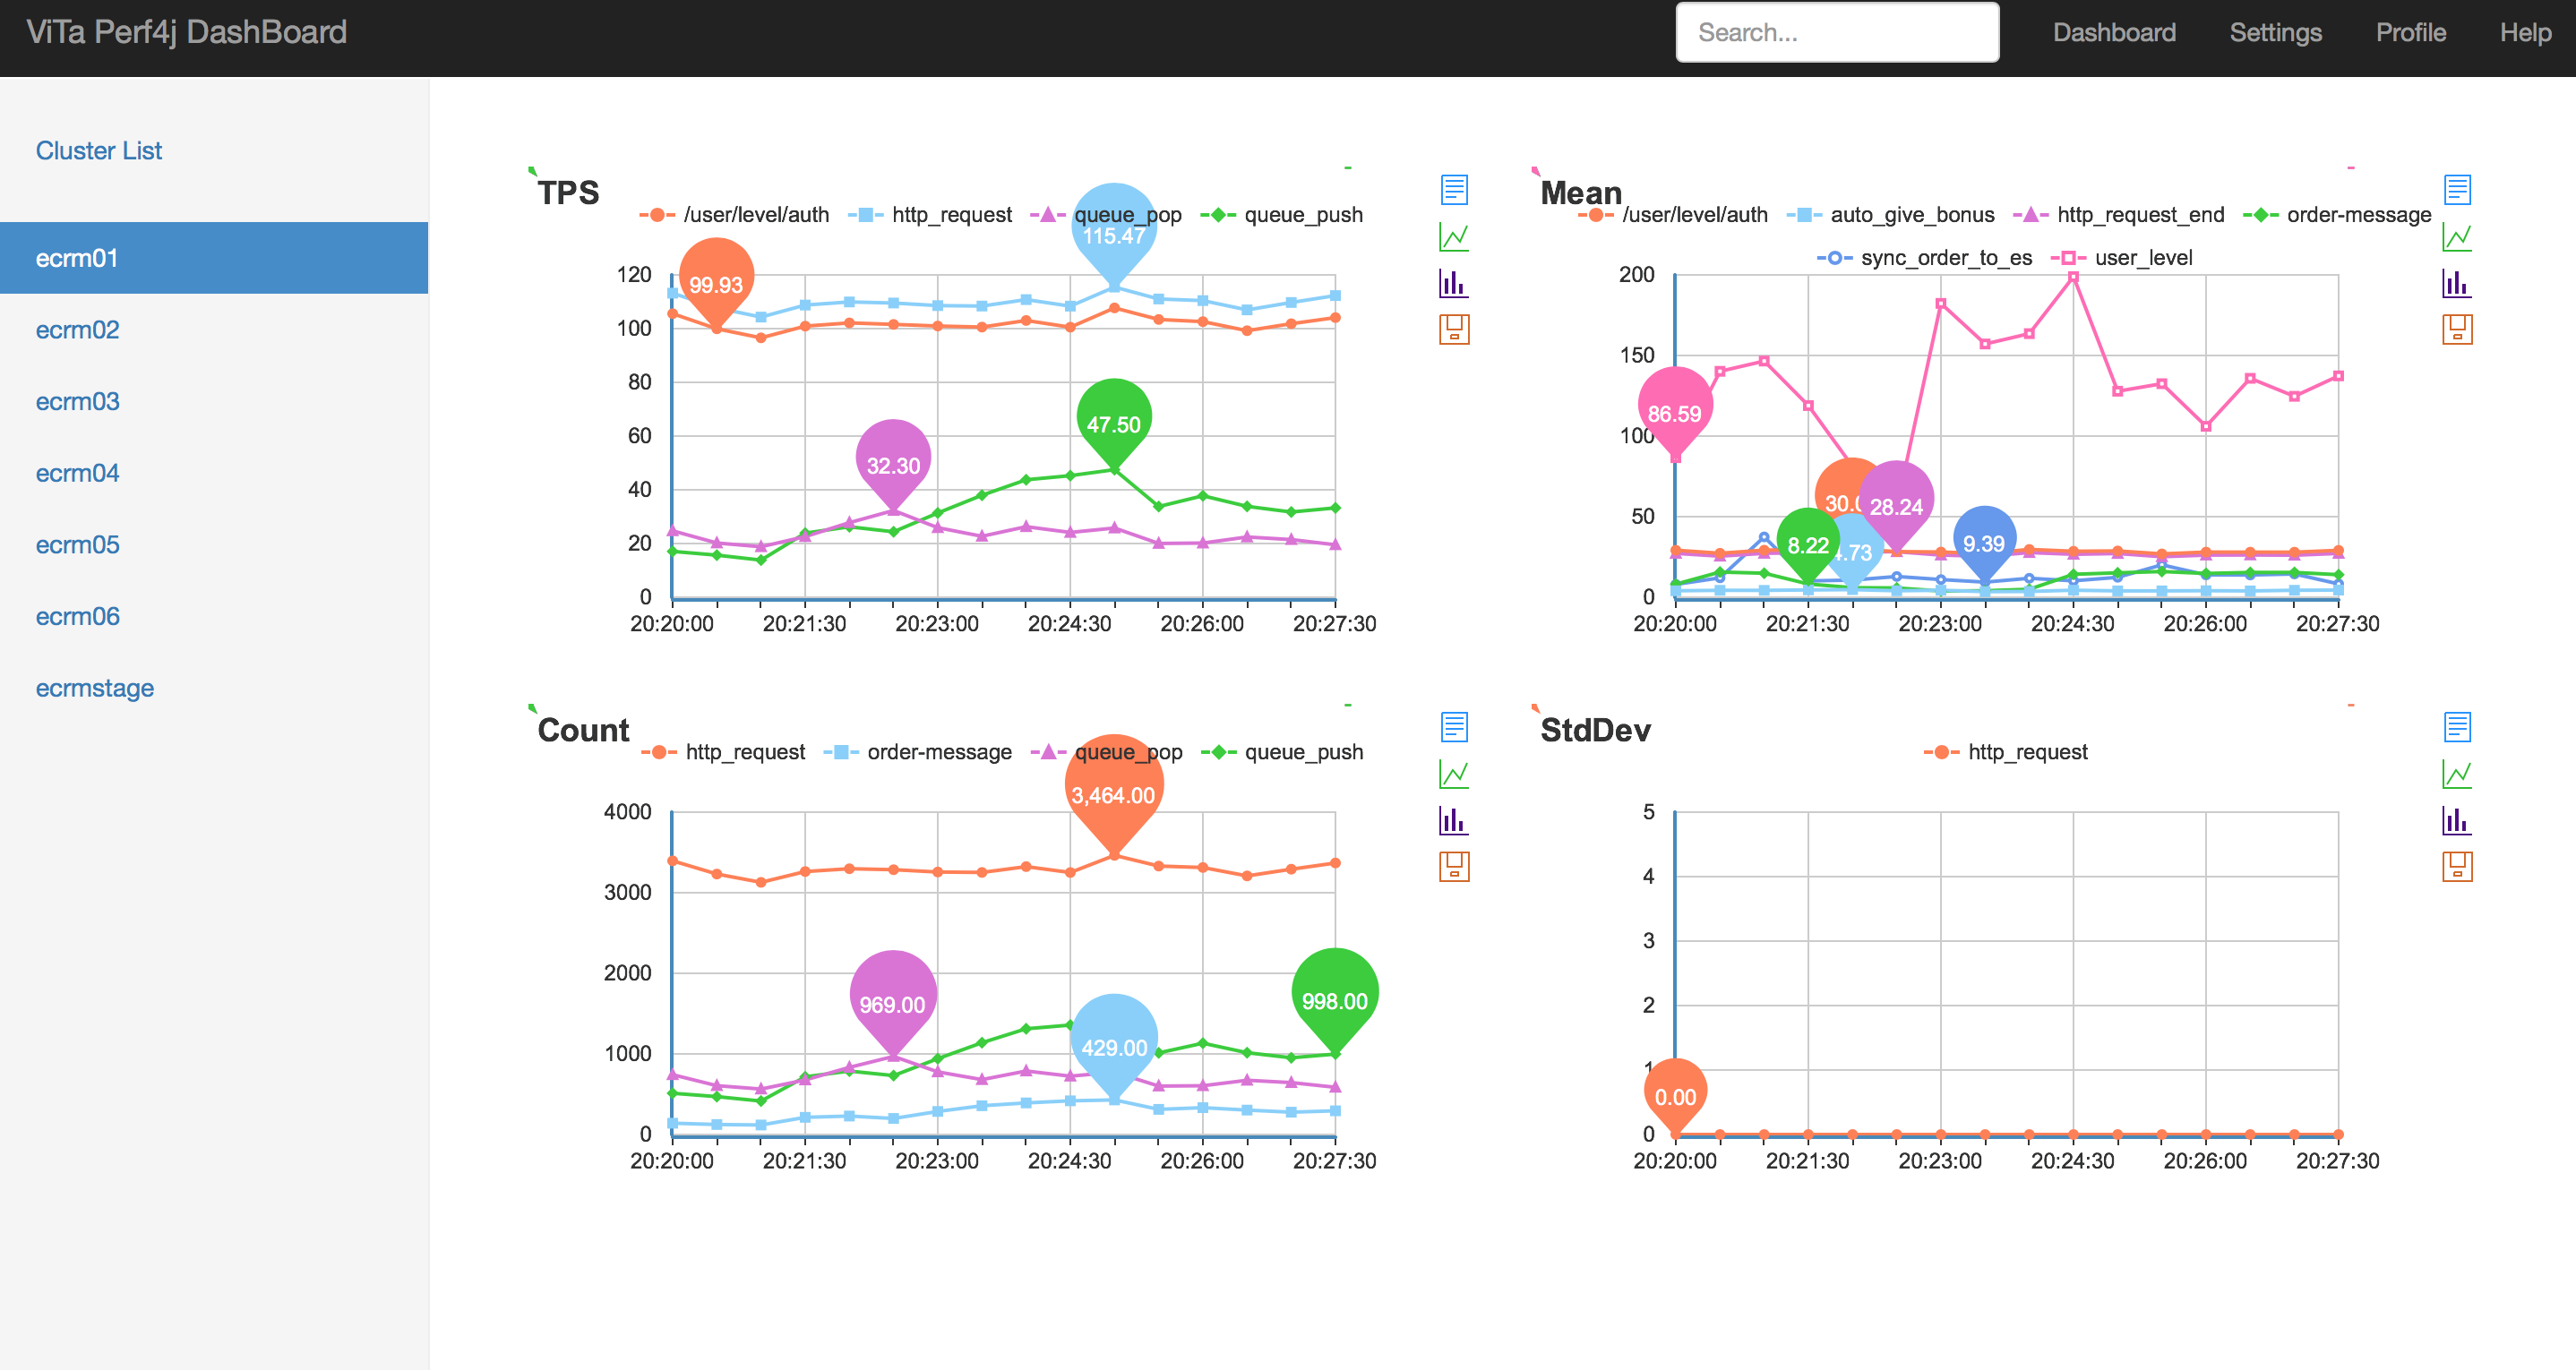 ViTa Perf4j DashBoard
Search...
Dashboard
Settings
Profile
Help
Cluster List
ecrm01
ecrm02
ecrm03
ecrm04
ecrm05
ecrm06
ecrmstage
TPS
/user/level/auth http_request queue_pop queue_push
115.47
99.93
47.50
32.30
120
100
80
60
40
20
0
20:20:00 20:21:30 20:23:00 20:24:30 20:26:00 20:27:30
Mean
/user/level/auth auto_give_bonus http_request_end order-message
sync_order_to_es user_level
200
150
100
50
0
86.59
28.24
8.22
9.39
20:20:00 20:21:30 20:23:00 20:24:30 20:26:00 20:27:30
Count
http_request order-message queue_pop queue_push
3,464.00
969.00
998.00
429.00
4000
3000
2000
1000
0
20:20:00 20:21:30 20:23:00 20:24:30 20:26:00 20:27:30
StdDev
http_request
5
4
3
2
1
0
0.00
20:20:00 20:21:30 20:23:00 20:24:30 20:26:00 20:27:30